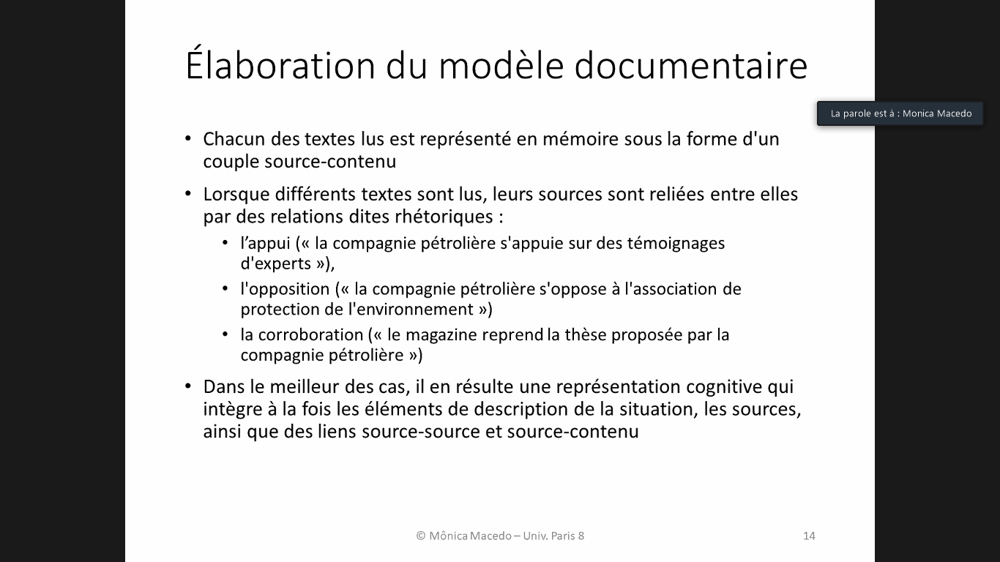 Élaboration du modèle documentaire
La parole est à : Monica Macedo
• Chacun des textes lus est représenté en mémoire sous la forme d'un
couple source-contenu
• Lorsque différents textes sont lus, leurs sources sont reliées entre elles
par des relations dites rhétoriques :
• l’appui (« la compagnie pétrolière s'appuie sur des témoignages
d'experts »),
• l'opposition (« la compagnie pétrolière s'oppose à l'association de
protection de l'environnement »)
• la corroboration (« le magazine reprend la thèse proposée par la
compagnie pétrolière »)
• Dans le meilleur des cas, il en résulte une représentation cognitive qui
intègre à la fois les éléments de description de la situation, les sources,
ainsi que des liens source-source et source-contenu
© Mônica Macedo – Univ. Paris 8
14